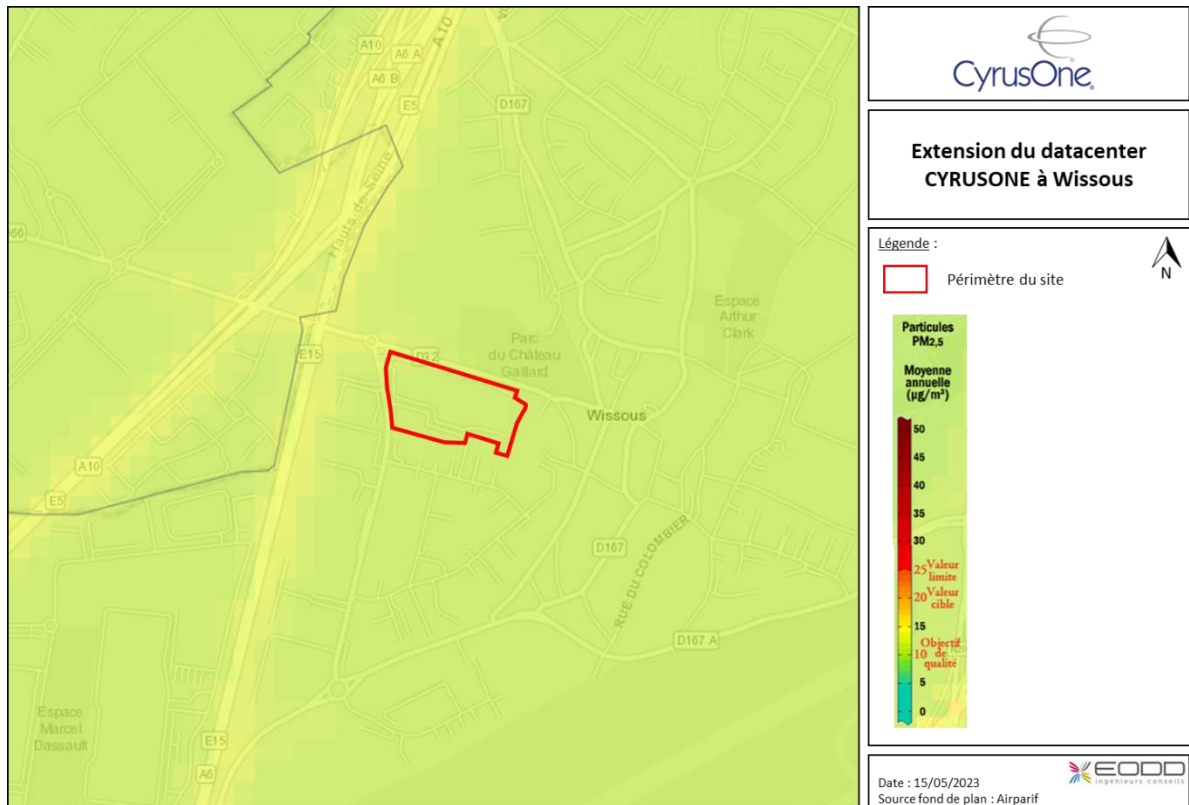 A10
A6 A
A6 B
A 10
E5
D167
Hauts-de-Seine
E15
D32
Parc
du Château
Gaillard
Espace
Arthur
Clark
Wissous
A10
E5
D167
RUE DU COLOMBIER
D167 A
Espace
Marcel
Dassault
E15
A6
CyrusOne
Extension du datacenter
CYRUSONE à Wissous
Légende :
N
Périmètre du site
Particules
PM2,5
Moyenne
annuelle
(µg/m³)
50
45
40
35
30
25 Valeur
limite
20 Valeur
cible
15
Objectif
10 de
qualité
5
0
Date : 15/05/2023
Source fond de plan : Airparif
EODD
ingénieurs conseils